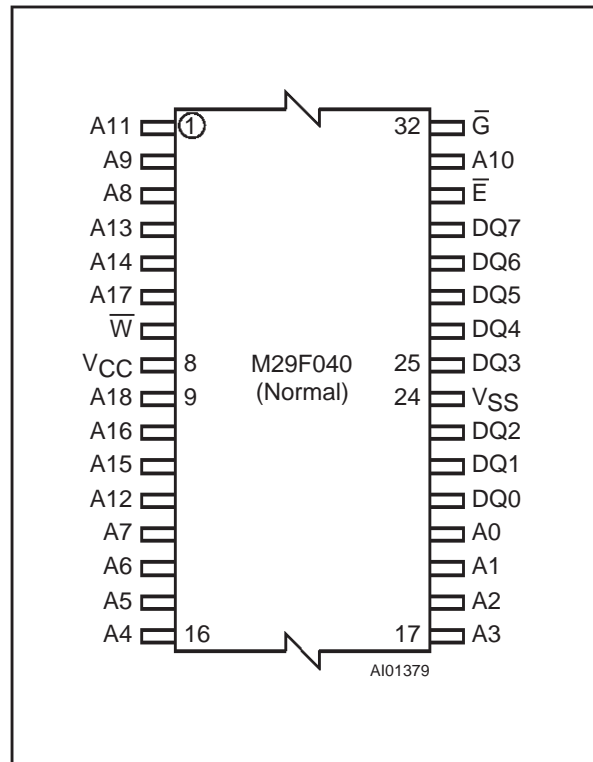 A11 ① 32 G̅
A9 A10
A8 E̅
A13 DQ7
A14 DQ6
A17 DQ5
W̅ DQ4
VCC 8 M29F040 25 DQ3
A18 9 (Normal) 24 VSS
A16 DQ2
A15 DQ1
A12 DQ0
A7 A0
A6 A1
A5 A2
A4 16 17 A3
AI01379